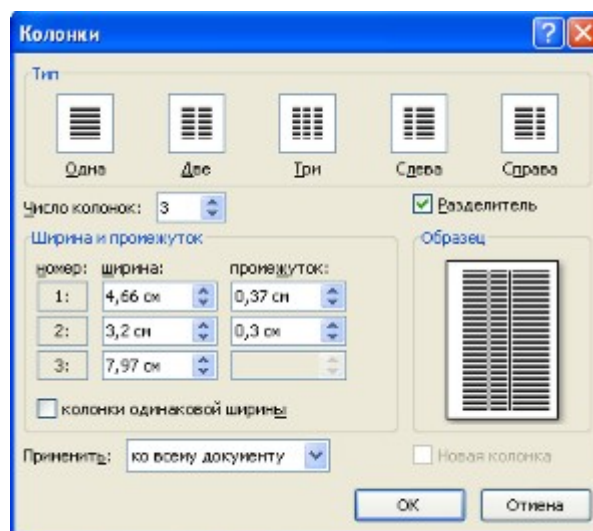 Колонки
Тип
Одна Две Три Слева Справа
Число колонок: 3 Разделитель
Ширина и промежуток Образец
номер: ширина: промежуток:
1: 4,66 см 0,37 см
2: 3,2 см 0,3 см
3: 7,97 см
колонки одинаковой ширины
Применить: ко всему документу Новая колонка
ОК Отмена